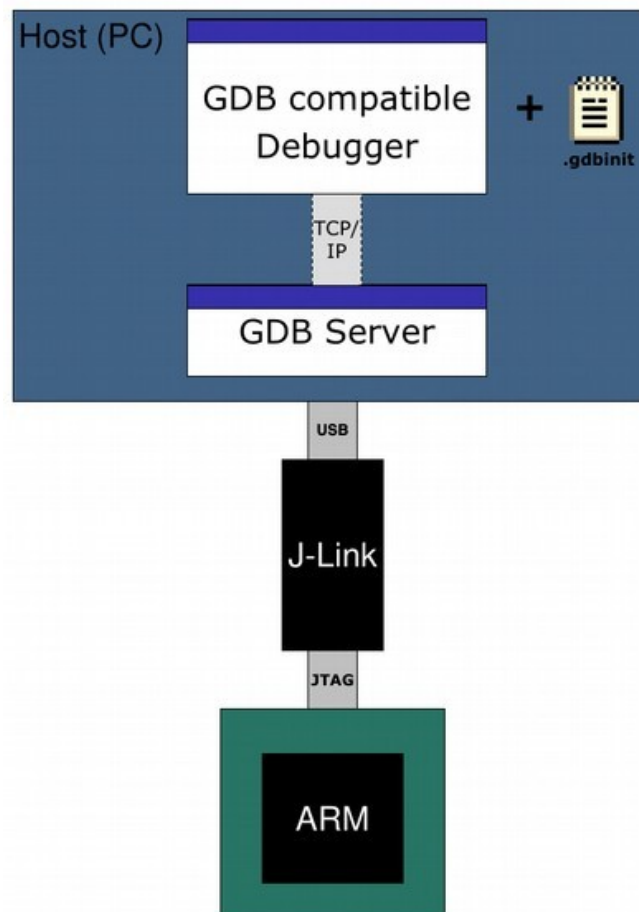 Host (PC)
GDB compatible
Debugger
+
.gdbinit
TCP/
IP
GDB Server
USB
J-Link
JTAG
ARM